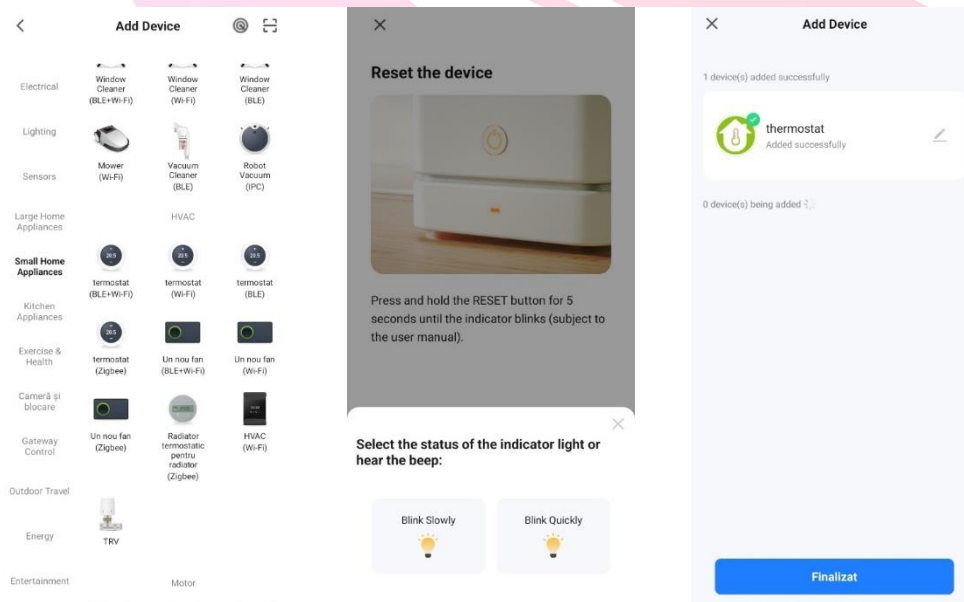 Add Device
Electrical
Lighting
Sensors
Large Home
Appliances
Small Home
Appliances
Kitchen
Appliances
Exercise &
Health
Cameră și
blocare
Gateway
Control
Outdoor Travel
Energy
Entertainment
Window
Cleaner
(BLE+Wi-Fi)
Window
Cleaner
(Wi-Fi)
Window
Cleaner
(BLE)
Mower
(Wi-Fi)
Vacuum
Cleaner
(BLE)
Robot
Vacuum
(IPC)
HVAC
termostat
(BLE+Wi-Fi)
termostat
(Wi-Fi)
termostat
(BLE)
termostat
(Zigbee)
Un nou fan
(BLE+Wi-Fi)
Un nou fan
(Wi-Fi)
Un nou fan
(Zigbee)
Radiator
termostatic
pentru
radiator
(Zigbee)
HVAC
(Wi-Fi)
TRV
Motor
Reset the device
Press and hold the RESET button for 5
seconds until the indicator blinks (subject to
the user manual).
Select the status of the indicator light or
hear the beep:
Blink Slowly
Blink Quickly
Add Device
1 device(s) added successfully
thermostat
Added successfully
0 device(s) being added
Finalizat